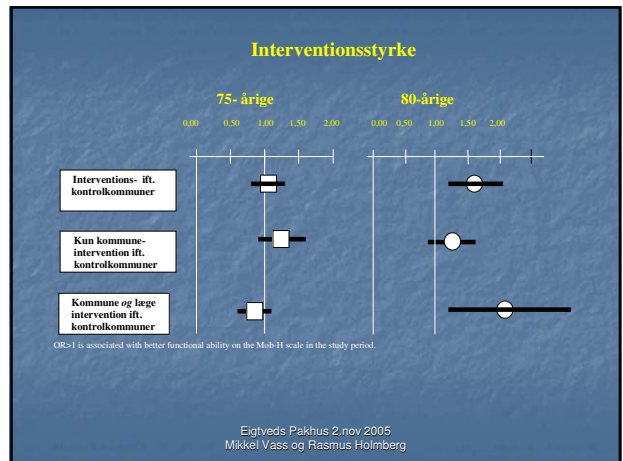 Interventionsstyrke
75- årige
80-årige
0,00 0,50 1,00 1,50 2,00
0,00 0,50 1,00 1,50 2,00
Interventions- ift.
kontrolkommuner
Kun kommune-
intervention ift.
kontrolkommuner
Kommune og læge
intervention ift.
kontrolkommuner
OR>1 is associated with better functional ability on the Mob-H scale in the study period.
Eigtveds Pakhus 2.nov 2005
Mikkel Vass og Rasmus Holmberg